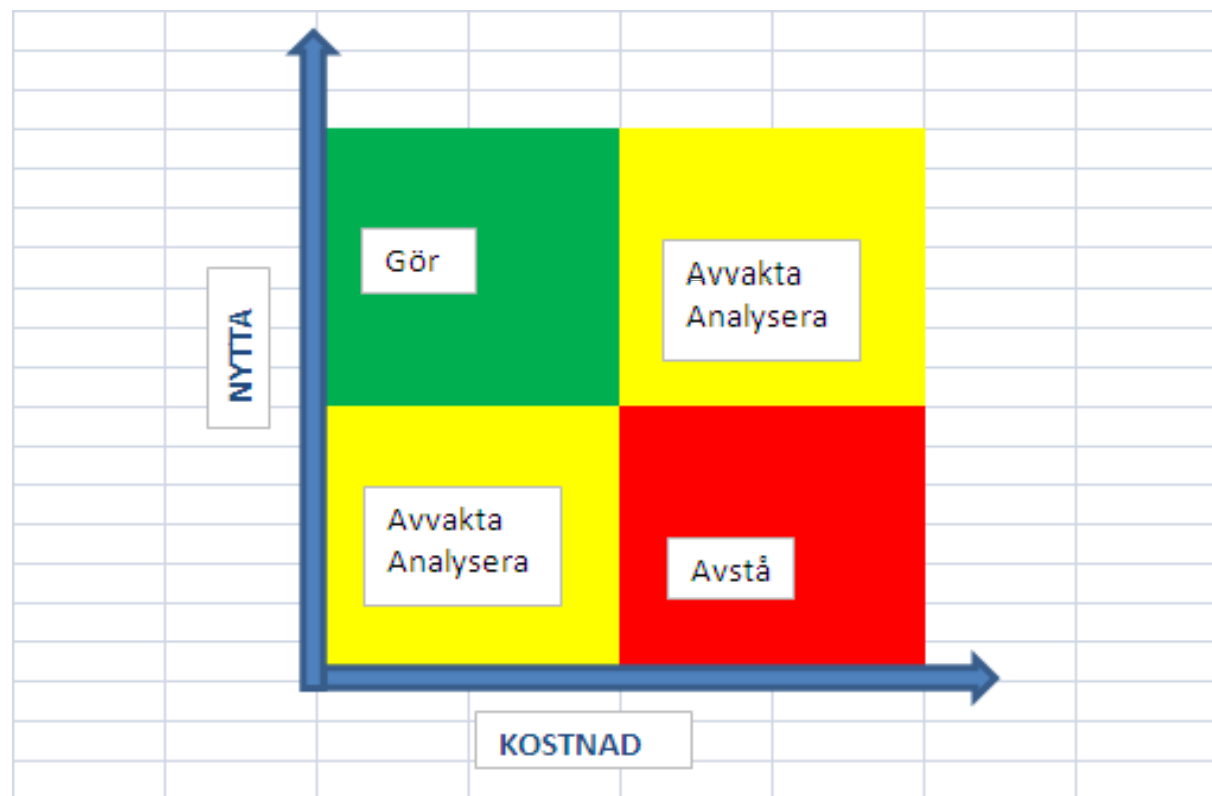 Gör
Avvakta
Analysera
NYTTA
Avvakta
Analysera
Avstå
KOSTNAD